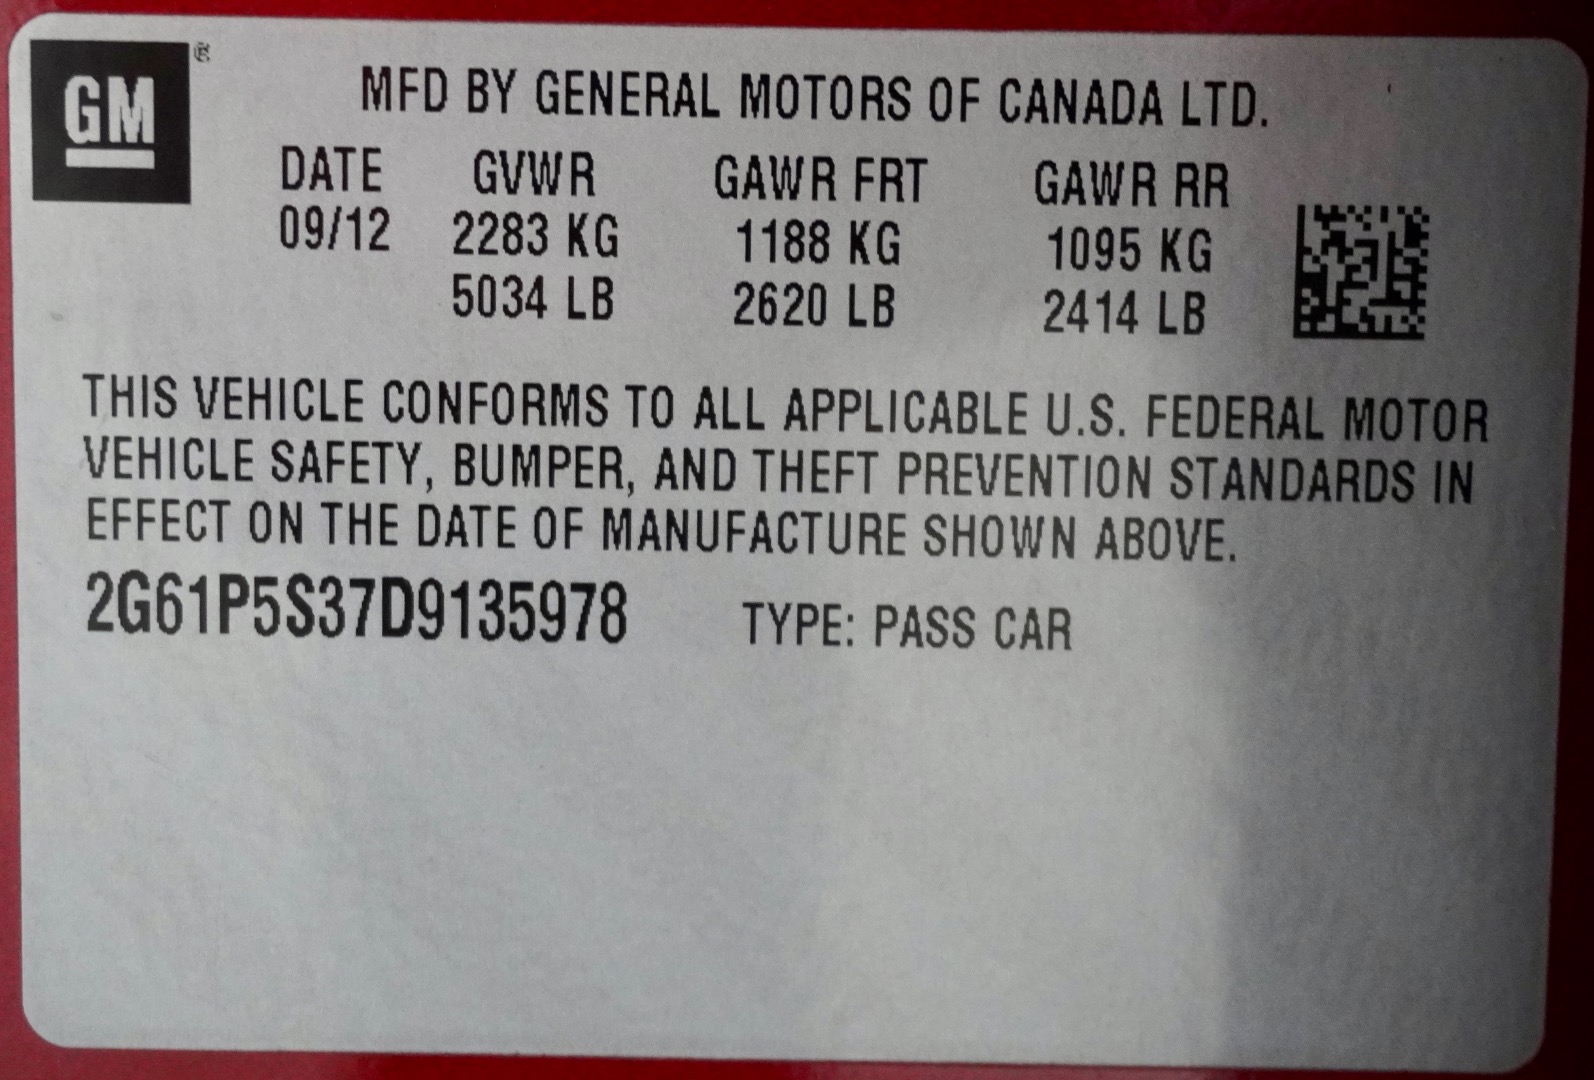 GM ®
MFD BY GENERAL MOTORS OF CANADA LTD.
DATE GVWR GAWR FRT GAWR RR
09/12 2283 KG 1188 KG 1095 KG
5034 LB 2620 LB 2414 LB
THIS VEHICLE CONFORMS TO ALL APPLICABLE U.S. FEDERAL MOTOR
VEHICLE SAFETY, BUMPER, AND THEFT PREVENTION STANDARDS IN
EFFECT ON THE DATE OF MANUFACTURE SHOWN ABOVE.
2G61P5S37D9135978 TYPE: PASS CAR